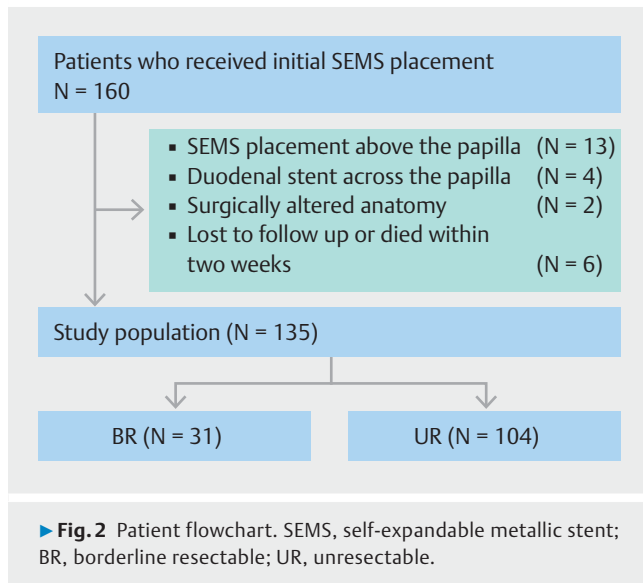 Patients who received initial SEMS placement
N = 160
▪ SEMS placement above the papilla (N = 13)
▪ Duodenal stent across the papilla (N = 4)
▪ Surgically altered anatomy (N = 2)
▪ Lost to follow up or died within
two weeks (N = 6)
Study population (N = 135)
BR (N = 31)
UR (N = 104)
▶ Fig. 2 Patient flowchart. SEMS, self-expandable metallic stent;
BR, borderline resectable; UR, unresectable.